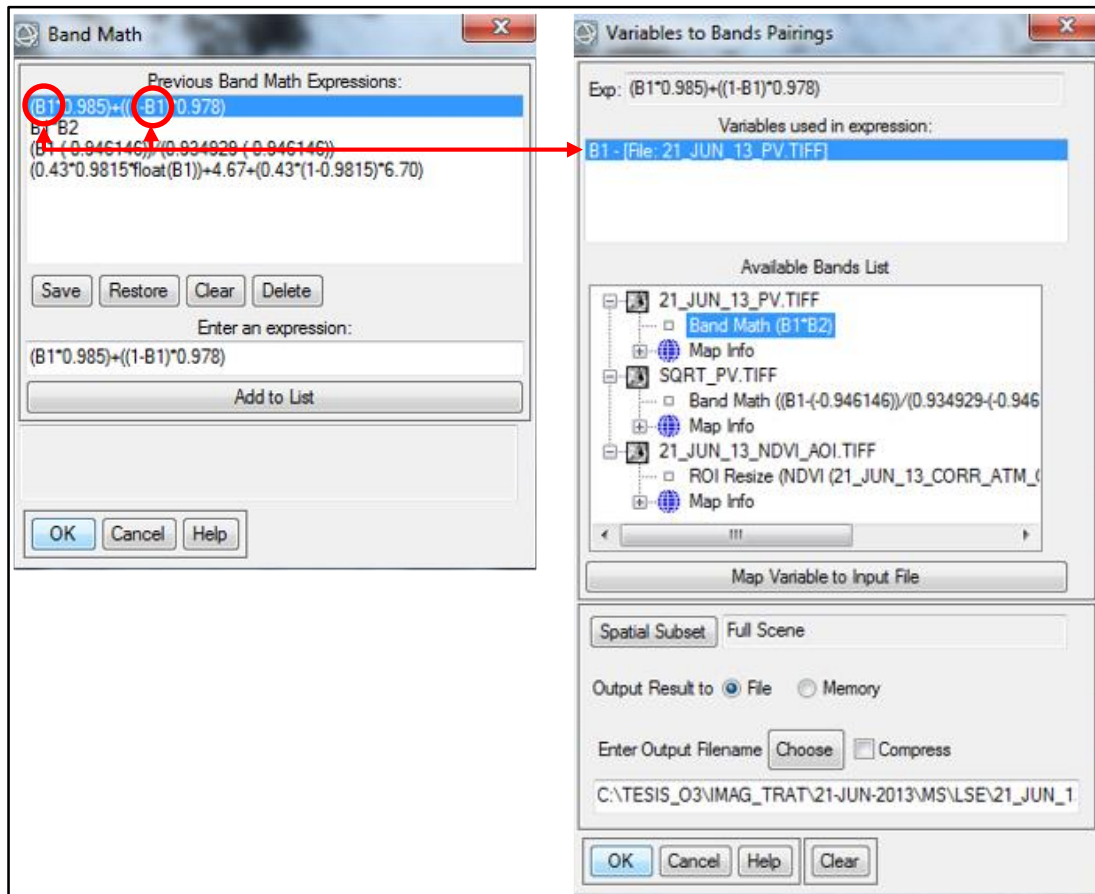 Band Math
Previous Band Math Expressions:
(B1*0.985)+((1-B1)*0.978)
B1*B2
(B1-(-0.946146))/(0.934929-(-0.946146))
(0.43*0.9815*float(B1))+4.67+(0.43*(1-0.9815)*6.70)
Save Restore Clear Delete
Enter an expression:
(B1*0.985)+((1-B1)*0.978)
Add to List
OK Cancel Help
Variables to Bands Pairings
Exp: (B1*0.985)+((1-B1)*0.978)
Variables used in expression:
B1 - [File: 21_JUN_13_PV.TIFF]
Available Bands List
21_JUN_13_PV.TIFF
Band Math (B1*B2)
Map Info
SQRT_PV.TIFF
Band Math ((B1-(-0.946146))/(0.934929-(-0.946
Map Info
21_JUN_13_NDVI_AOI.TIFF
ROI Resize (NDVI (21_JUN_13_CORR_ATM_(
Map Info
Map Variable to Input File
Spatial Subset Full Scene
Output Result to File Memory
Enter Output Filename Choose Compress
C:\TESIS_O3\IMAG_TRAT\21-JUN-2013\MS\LSE\21_JUN_1
OK Cancel Help Clear